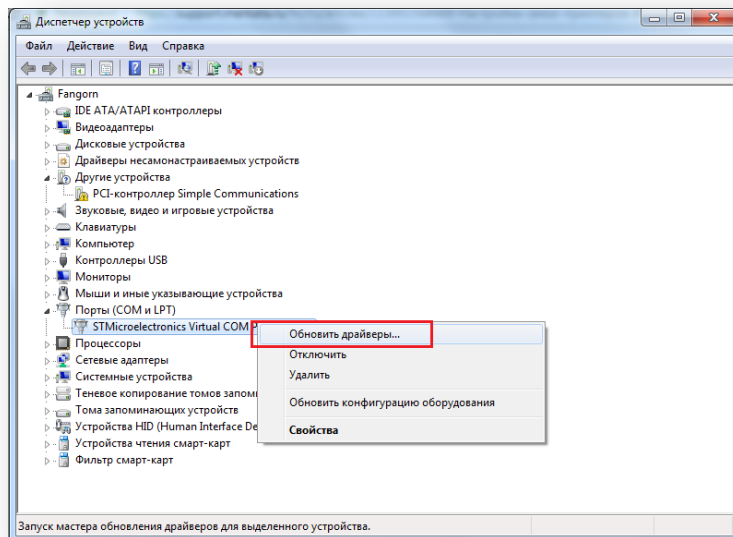 Диспетчер устройств
Файл Действие Вид Справка
Fangorn
IDE ATA/ATAPI контроллеры
Видеоадаптеры
Дисковые устройства
Драйверы несамонастраиваемых устройств
Другие устройства
PCI-контроллер Simple Communications
Звуковые, видео и игровые устройства
Клавиатуры
Компьютер
Контроллеры USB
Мониторы
Мыши и иные указывающие устройства
Порты (COM и LPT)
STMicroelectronics Virtual COM
Процессоры
Сетевые адаптеры
Системные устройства
Теневое копирование томов
Тома запоминающих устройств
Устройства HID (Human Interface
Устройства чтения смарт-карт
Фильтр смарт-карт
Обновить драйверы...
Отключить
Удалить
Обновить конфигурацию оборудования
Свойства
Запуск мастера обновления драйверов для выделенного устройства.